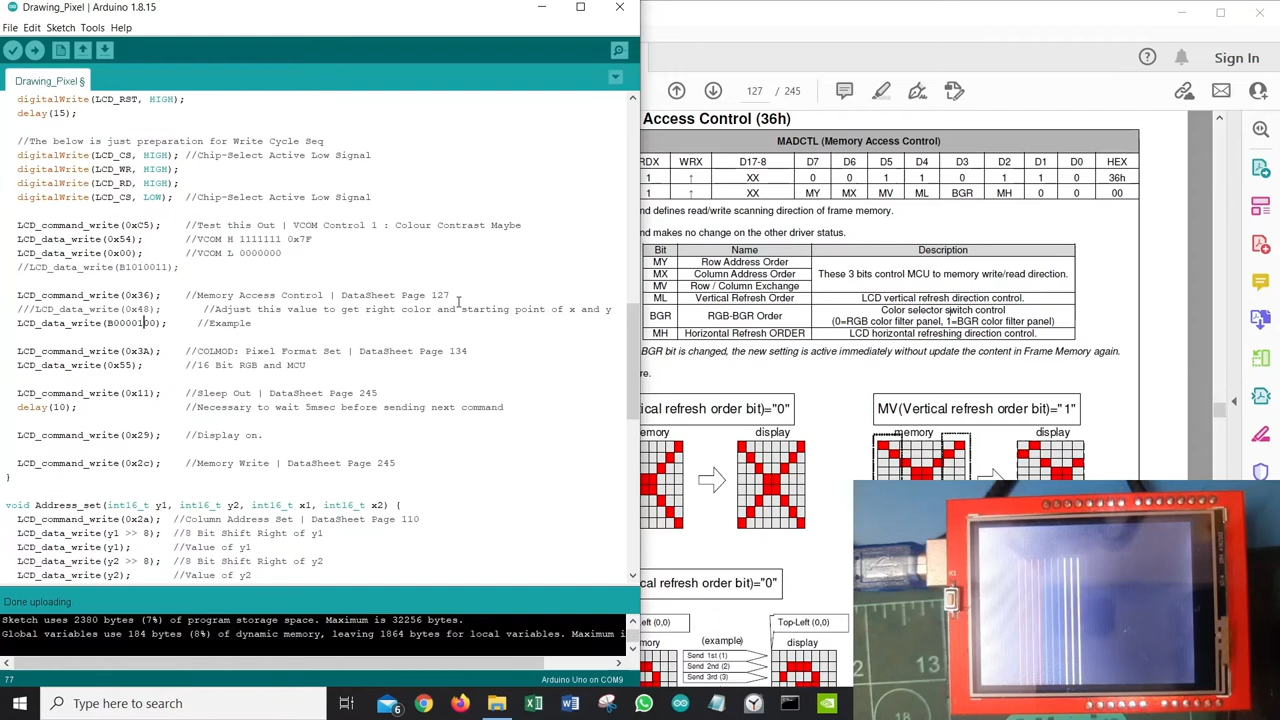 Drawing_Pixel | Arduino 1.8.15
File Edit Sketch Tools Help
Drawing_Pixel §
digitalWrite(LCD_RST, HIGH);
delay(15);
//The below is just preparation for Write Cycle Seq
digitalWrite(LCD_CS, HIGH); //Chip-Select Active Low Signal
digitalWrite(LCD_WR, HIGH);
digitalWrite(LCD_RD, HIGH);
digitalWrite(LCD_CS, LOW); //Chip-Select Active Low Signal
LCD_command_write(0xC5); //Test this Out | VCOM Control 1 : Colour Contrast Maybe
LCD_data_write(0x54); //VCOM H 1111111 0x7F
LCD_data_write(0x00); //VCOM L 0000000
//LCD_data_write(B1010011);
LCD_command_write(0x36); //Memory Access Control | DataSheet Page 127
///LCD_data_write(0x48); //Adjust this value to get right color and starting point of x and y
LCD_data_write(B0000100); //Example
LCD_command_write(0x3A); //COLMOD: Pixel Format Set | DataSheet Page 134
LCD_data_write(0x55); //16 Bit RGB and MCU
LCD_command_write(0x11); //Sleep Out | DataSheet Page 245
delay(10); //Necessary to wait 5msec before sending next command
LCD_command_write(0x29); //Display on.
LCD_command_write(0x2c); //Memory Write | DataSheet Page 245
}
void Address_set(int16_t y1, int16_t y2, int16_t x1, int16_t x2) {
LCD_command_write(0x2a); //Column Address Set | DataSheet Page 110
LCD_data_write(y1 >> 8); //8 Bit Shift Right of y1
LCD_data_write(y1); //Value of y1
LCD_data_write(y2 >> 8); //8 Bit Shift Right of y2
LCD_data_write(y2); //Value of y2
Done uploading.
Sketch uses 2380 bytes (7%) of program storage space. Maximum is 32256 bytes.
Global variables use 184 bytes (8%) of dynamic memory, leaving 1864 bytes for local variables. Maximum i
77
Arduino Uno on COM9
Sign In
127 / 245
Access Control (36h)
MADCTL (Memory Access Control)
RDX WRX D17-8 D7 D6 D5 D4 D3 D2 D1 D0 HEX
1 ↑ XX 0 0 1 1 0 1 1 0 36h
1 ↑ XX MY MX MV ML BGR MH 0 0 00
nd defines read/write scanning direction of frame memory.
and makes no change on the other driver status.
Bit Name Description
MY Row Address Order
MX Column Address Order These 3 bits control MCU to memory write/read direction.
MV Row / Column Exchange
ML Vertical Refresh Order LCD vertical refresh direction control.
BGR RGB-BGR Order Color selector switch control
(0=RGB color filter panel, 1=BGR color filter panel)
MH Horizontal Refresh ORDER LCD horizontal refreshing direction control.
BGR bit is changed, the new setting is active immediately without update the content in Frame Memory again.
re.
tical refresh order bit)="0" MV(Vertical refresh order bit)="1"
emory display memory display
esh order bit)="0"
Left (0,0) Top-Left (0,0)
(example)
mory display
Send 1st (1)
Send 2nd (2)
Send 3rd (3)
Type here to search
6
K1
12 13